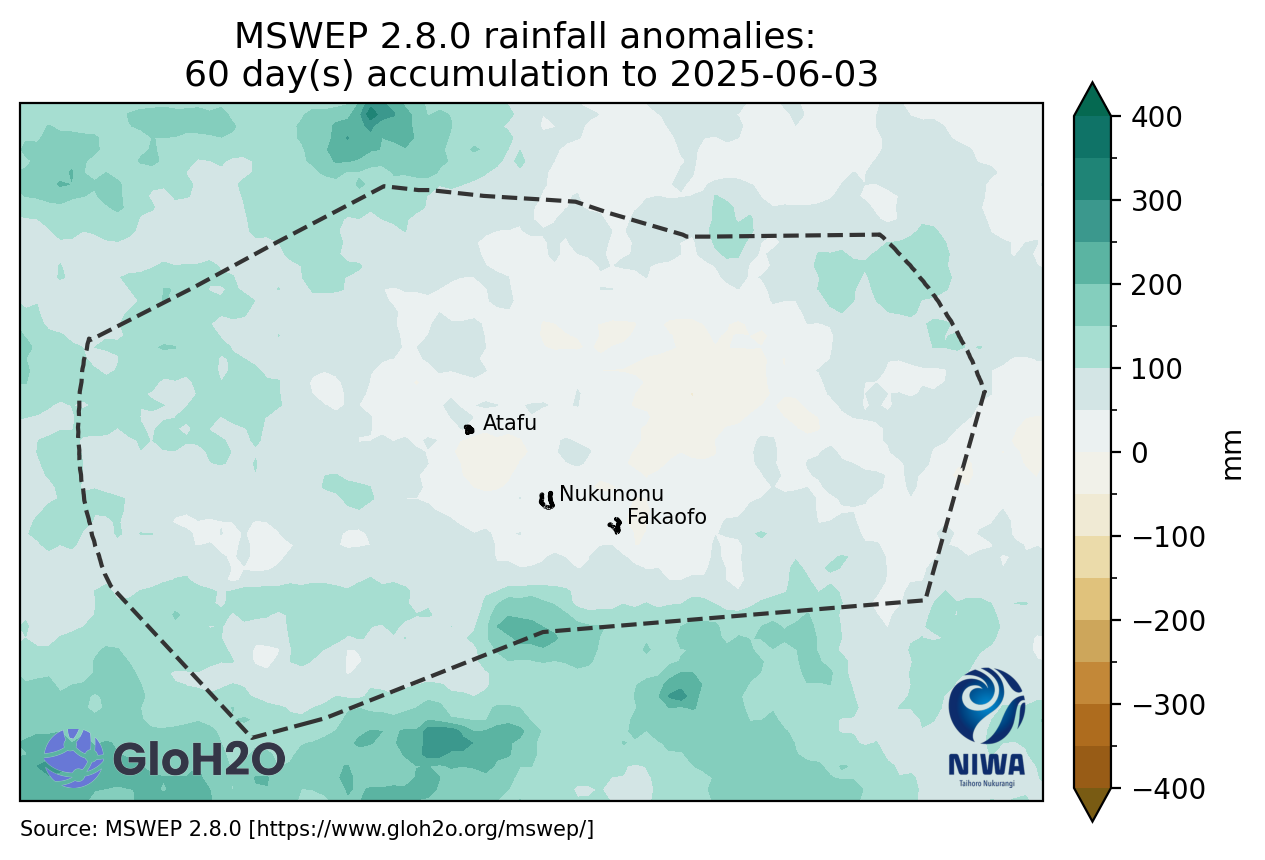 MSWEP 2.8.0 rainfall anomalies:
60 day(s) accumulation to 2025-06-03
400
300
200
100
0
−100
−200
−300
−400
mm
Atafu
Nukunonu
Fakaofo
GloH2O
NIWA
Taihoro Nukurangi
Source: MSWEP 2.8.0 [https://www.gloh2o.org/mswep/]